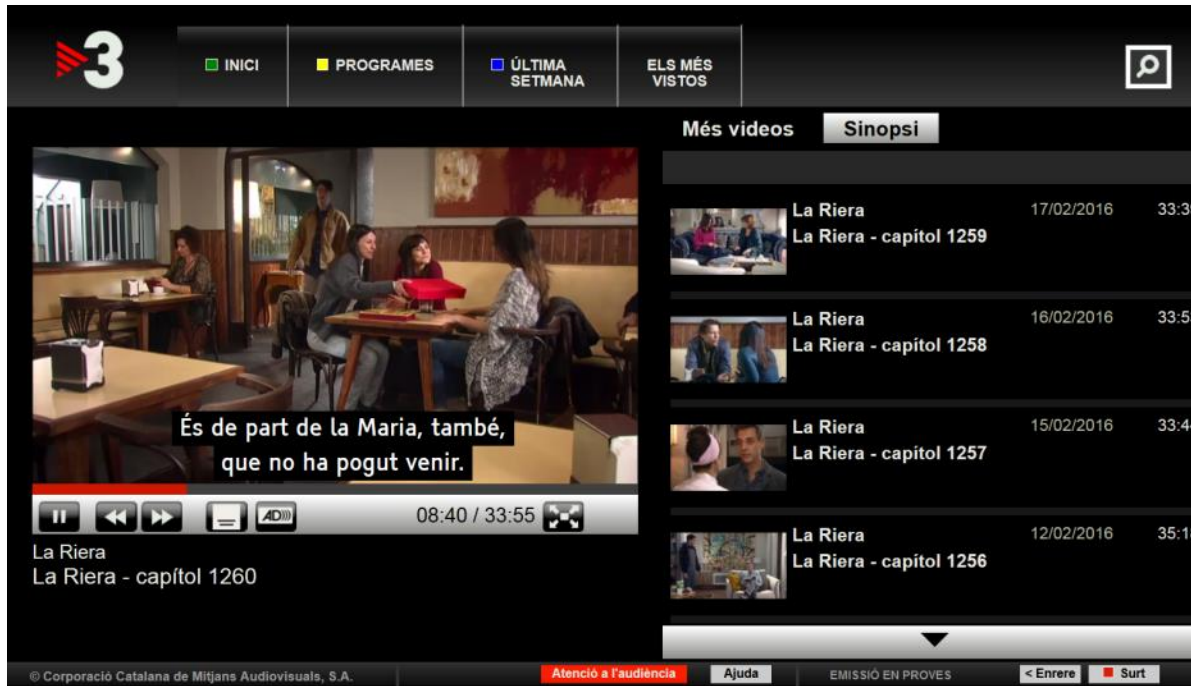 3
INICI
PROGRAMES
ÚLTIMA
SETMANA
ELS MÉS
VISTOS
Més videos
Sinopsi
La Riera
17/02/2016
La Riera - capítol 1259
La Riera
16/02/2016
La Riera - capítol 1258
La Riera
15/02/2016
La Riera - capítol 1257
La Riera
12/02/2016
La Riera - capítol 1256
És de part de la Maria, també,
que no ha pogut venir.
AD
08:40 / 33:55
La Riera
La Riera - capítol 1260
© Corporació Catalana de Mitjans Audiovisuals, S.A.
Atenció a l'audiència
Ajuda
EMISSIÓ EN PROVES
< Enrere
Surt